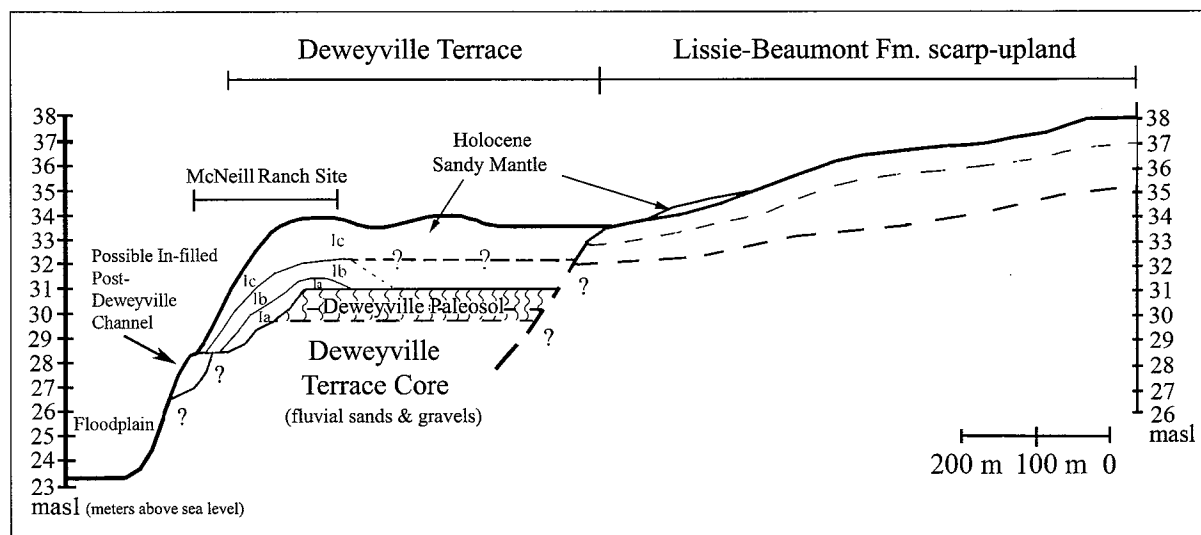 Deweyville Terrace
Lissie-Beaumont Fm. scarp-upland
38
37
36
35
34
33
32
31
30
29
28
27
26
25
24
23
masl (meters above sea level)
McNeill Ranch Site
Holocene
Sandy Mantle
Possible In-filled
Post-
Deweyville
Channel
Ic
Ic
Ib
Ib
Ia
Ia
?
?
?
?
?
?
Deweyville Paleosol
Deweyville
Terrace Core
(fluvial sands & gravels)
Floodplain
38
37
36
35
34
33
32
31
30
29
28
27
26
masl
200 m 100 m 0